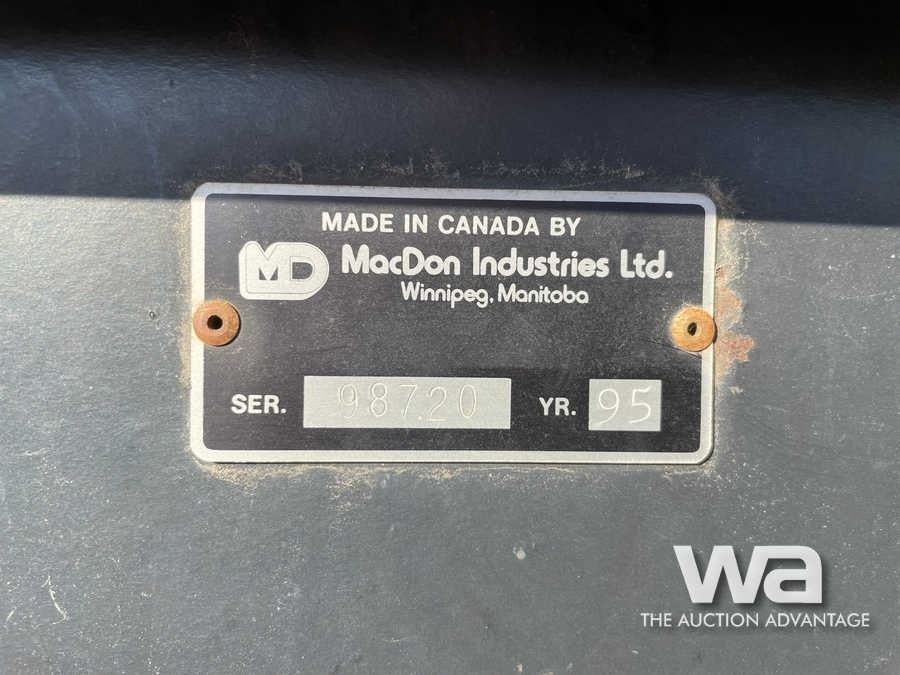 MADE IN CANADA BY
MD MacDon Industries Ltd.
Winnipeg, Manitoba
SER. 98720 YR. 95
wa
THE AUCTION ADVANTAGE